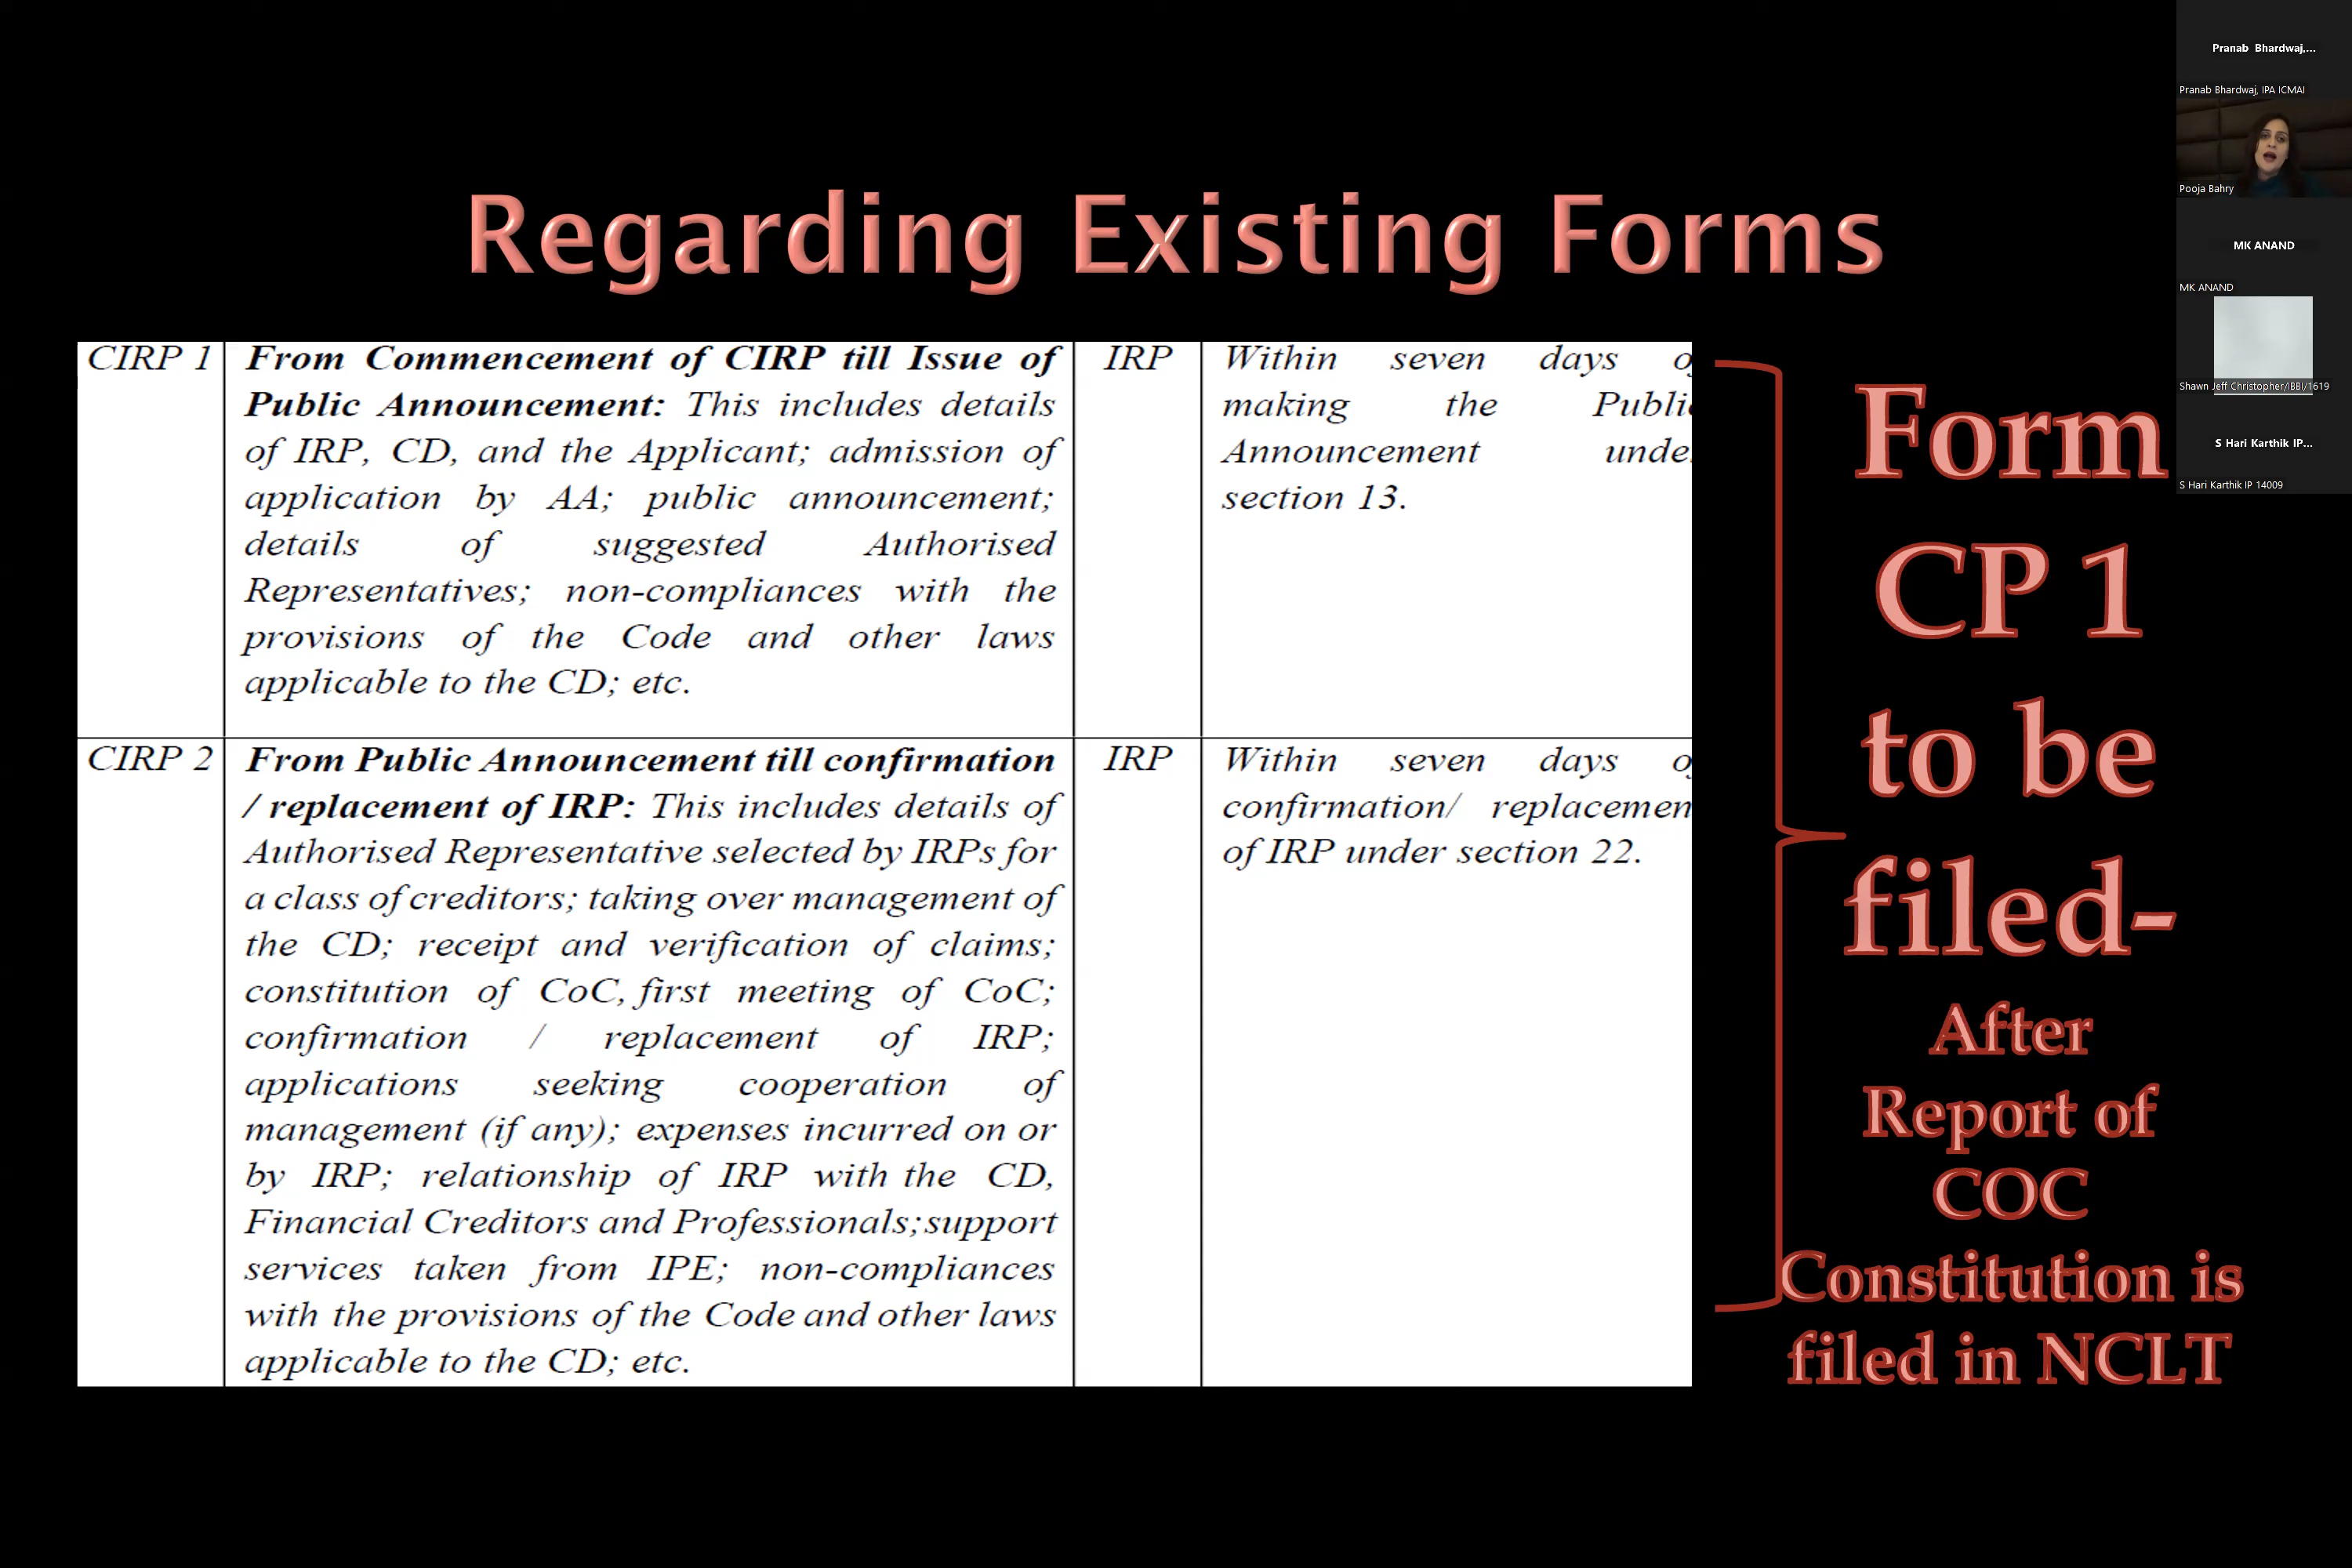 Regarding Existing Forms
CIRP 1
From Commencement of CIRP till Issue of
Public Announcement: This includes details
of IRP, CD, and the Applicant; admission of
application by AA; public announcement;
details of suggested Authorised
Representatives; non-compliances with the
provisions of the Code and other laws
applicable to the CD; etc.
IRP
Within seven days
making the Public
Announcement
section 13.
CIRP 2
From Public Announcement till confirmation
/ replacement of IRP: This includes details of
Authorised Representative selected by IRPs for
a class of creditors; taking over management of
the CD; receipt and verification of claims;
constitution of CoC, first meeting of CoC;
confirmation / replacement of IRP;
applications seeking cooperation of
management (if any); expenses incurred on or
by IRP; relationship of IRP with the CD,
Financial Creditors and Professionals; support
services taken from IPE; non-compliances
with the provisions of the Code and other laws
applicable to the CD; etc.
IRP
Within seven days
confirmation/ replacemen
of IRP under section 22.
Form
CP 1
to be
filed-
After
Report of
COC
Constitution is
filed in NCLT
Pranab Bhardwaj,...
Pranab Bhardwaj, IPA ICMAI
Pooja Bahry
MK ANAND
MK ANAND
Shawn Jeff Christopher/IBBI/1619
S Hari Karthik IP...
S Hari Karthik IP 14009